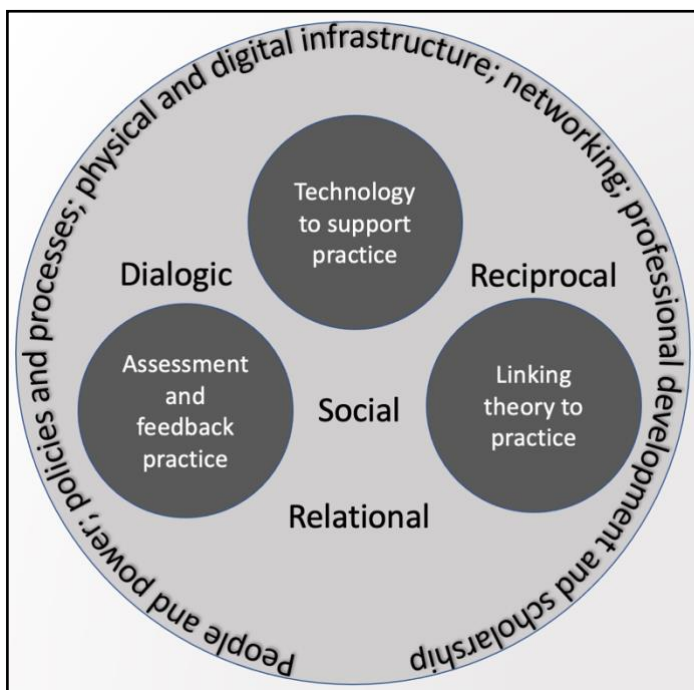 People and power; policies and processes; physical and digital infrastructure; networking; professional development and scholarship
Technology
to support
practice
Dialogic
Reciprocal
Assessment
and
feedback
practice
Social
Linking
theory to
practice
Relational